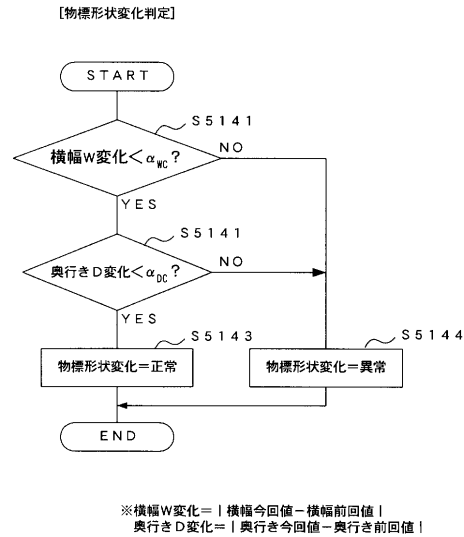 [物標形状変化判定]
START
S5141
横幅W変化<αWC?
NO
YES
S5141
奥行きD変化<αDC?
NO
YES
S5143
物標形状変化=正常
S5144
物標形状変化=異常
END
※横幅W変化=|横幅今回値-横幅前回値|
奥行きD変化=|奥行き今回値-奥行き前回値|